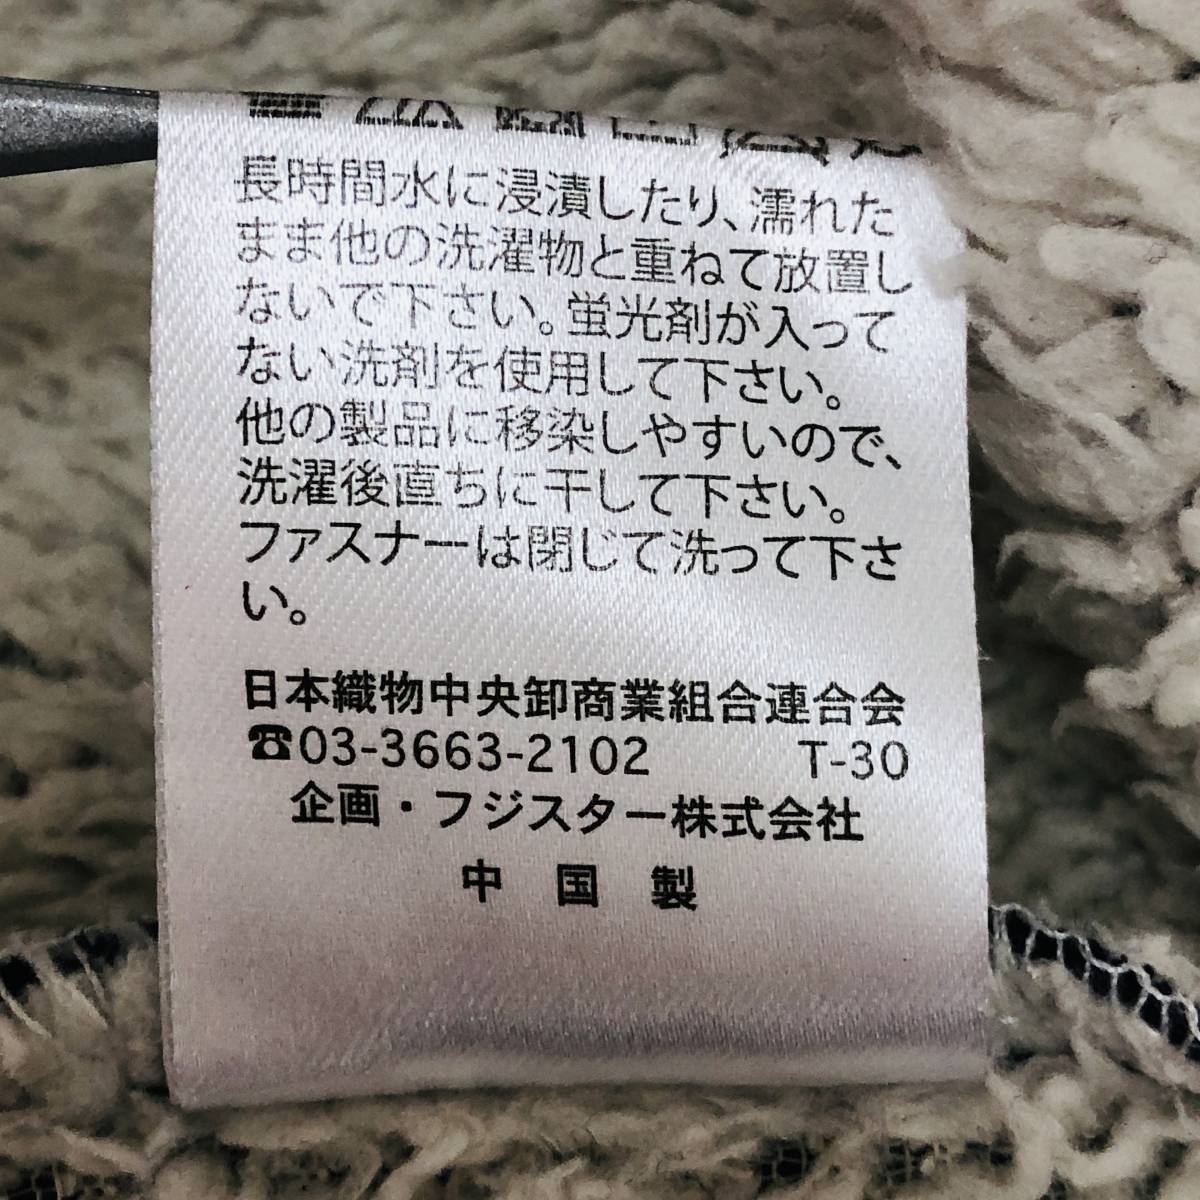 長時間水に浸漬したり、濡れた
まま他の洗濯物と重ねて放置し
ないで下さい。蛍光剤が入って
ない洗剤を使用して下さい。
他の製品に移染しやすいので、
洗濯後直ちに干して下さい。
ファスナーは閉じて洗って下さ
い。
日本織物中央卸商業組合連合会
☎03-3663-2102 T-30
企画・フジスター株式会社
中国製